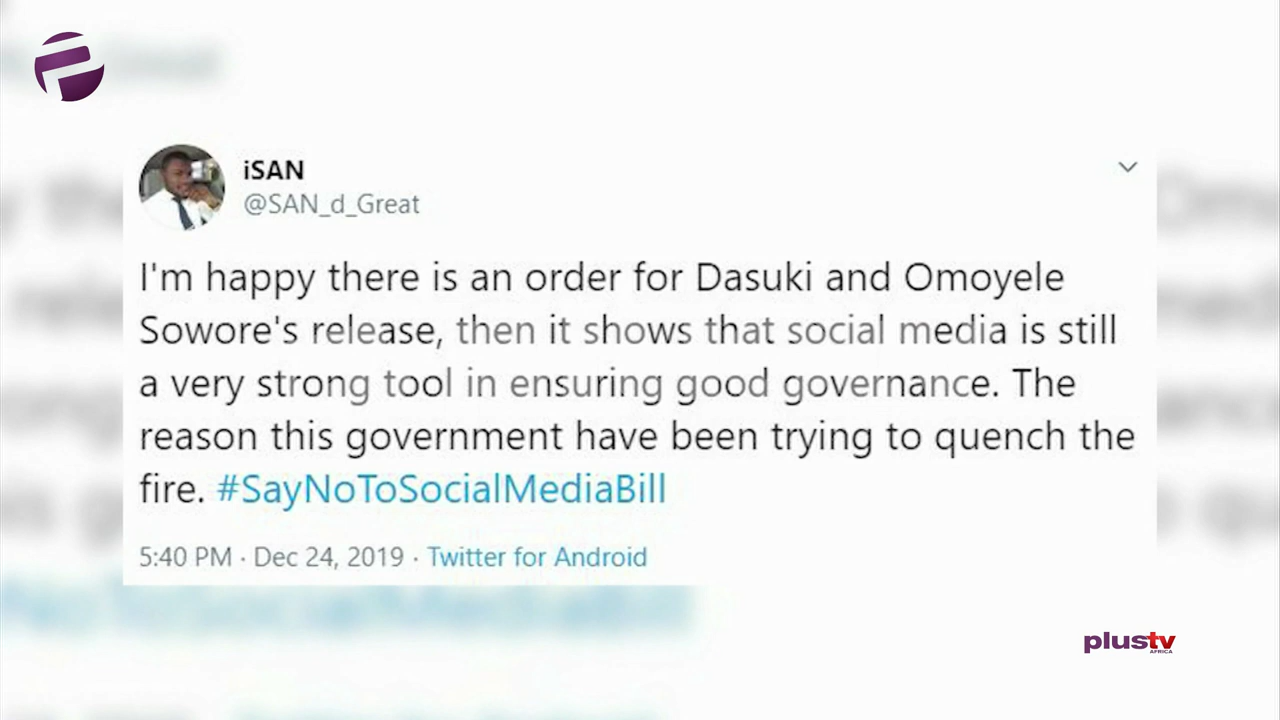 iSAN
@SAN_d_Great
I'm happy there is an order for Dasuki and Omoyele
Sowore's release, then it shows that social media is still
a very strong tool in ensuring good governance. The
reason this government have been trying to quench the
fire. #SayNoToSocialMediaBill
5:40 PM · Dec 24, 2019 · Twitter for Android
plustv
AFRICA